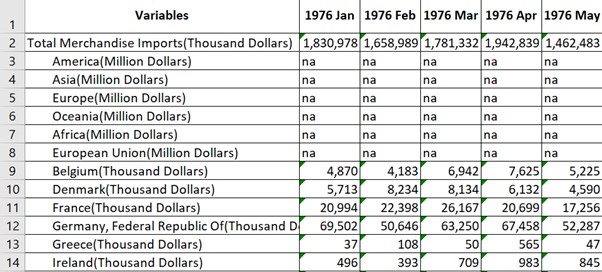 Variables 1976 Jan 1976 Feb 1976 Mar 1976 Apr 1976 May
1
2 Total Merchandise Imports(Thousand Dollars) 1,830,978 1,658,989 1,781,332 1,942,839 1,462,483
3 America(Million Dollars) na na na na na
4 Asia(Million Dollars) na na na na na
5 Europe(Million Dollars) na na na na na
6 Oceania(Million Dollars) na na na na na
7 Africa(Million Dollars) na na na na na
8 European Union(Million Dollars) na na na na na
9 Belgium(Thousand Dollars) 4,870 4,183 6,942 7,625 5,225
10 Denmark(Thousand Dollars) 5,713 8,234 8,134 6,132 4,590
11 France(Thousand Dollars) 20,994 22,398 26,167 20,699 17,256
12 Germany, Federal Republic Of(Thousand D 69,502 50,646 63,250 67,458 52,287
13 Greece(Thousand Dollars) 37 108 50 565 47
14 Ireland(Thousand Dollars) 496 393 709 983 845